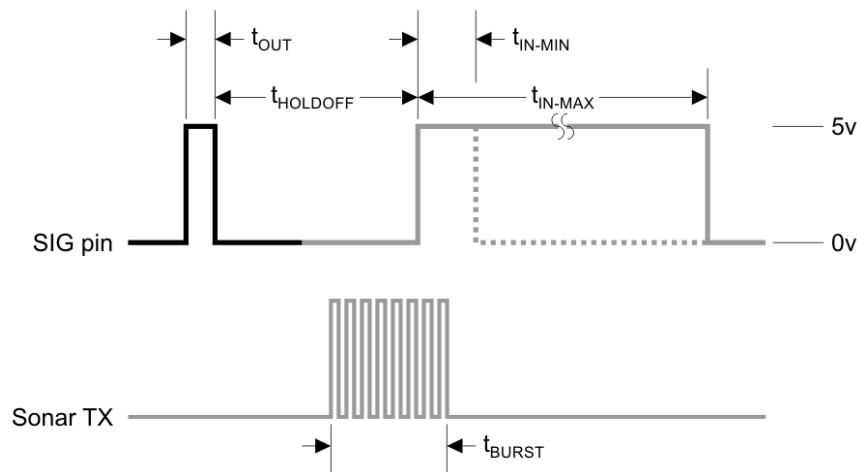 tOUT
tIN-MIN
tHOLDOFF
tIN-MAX
5v
SIG pin
0v
Sonar TX
tBURST